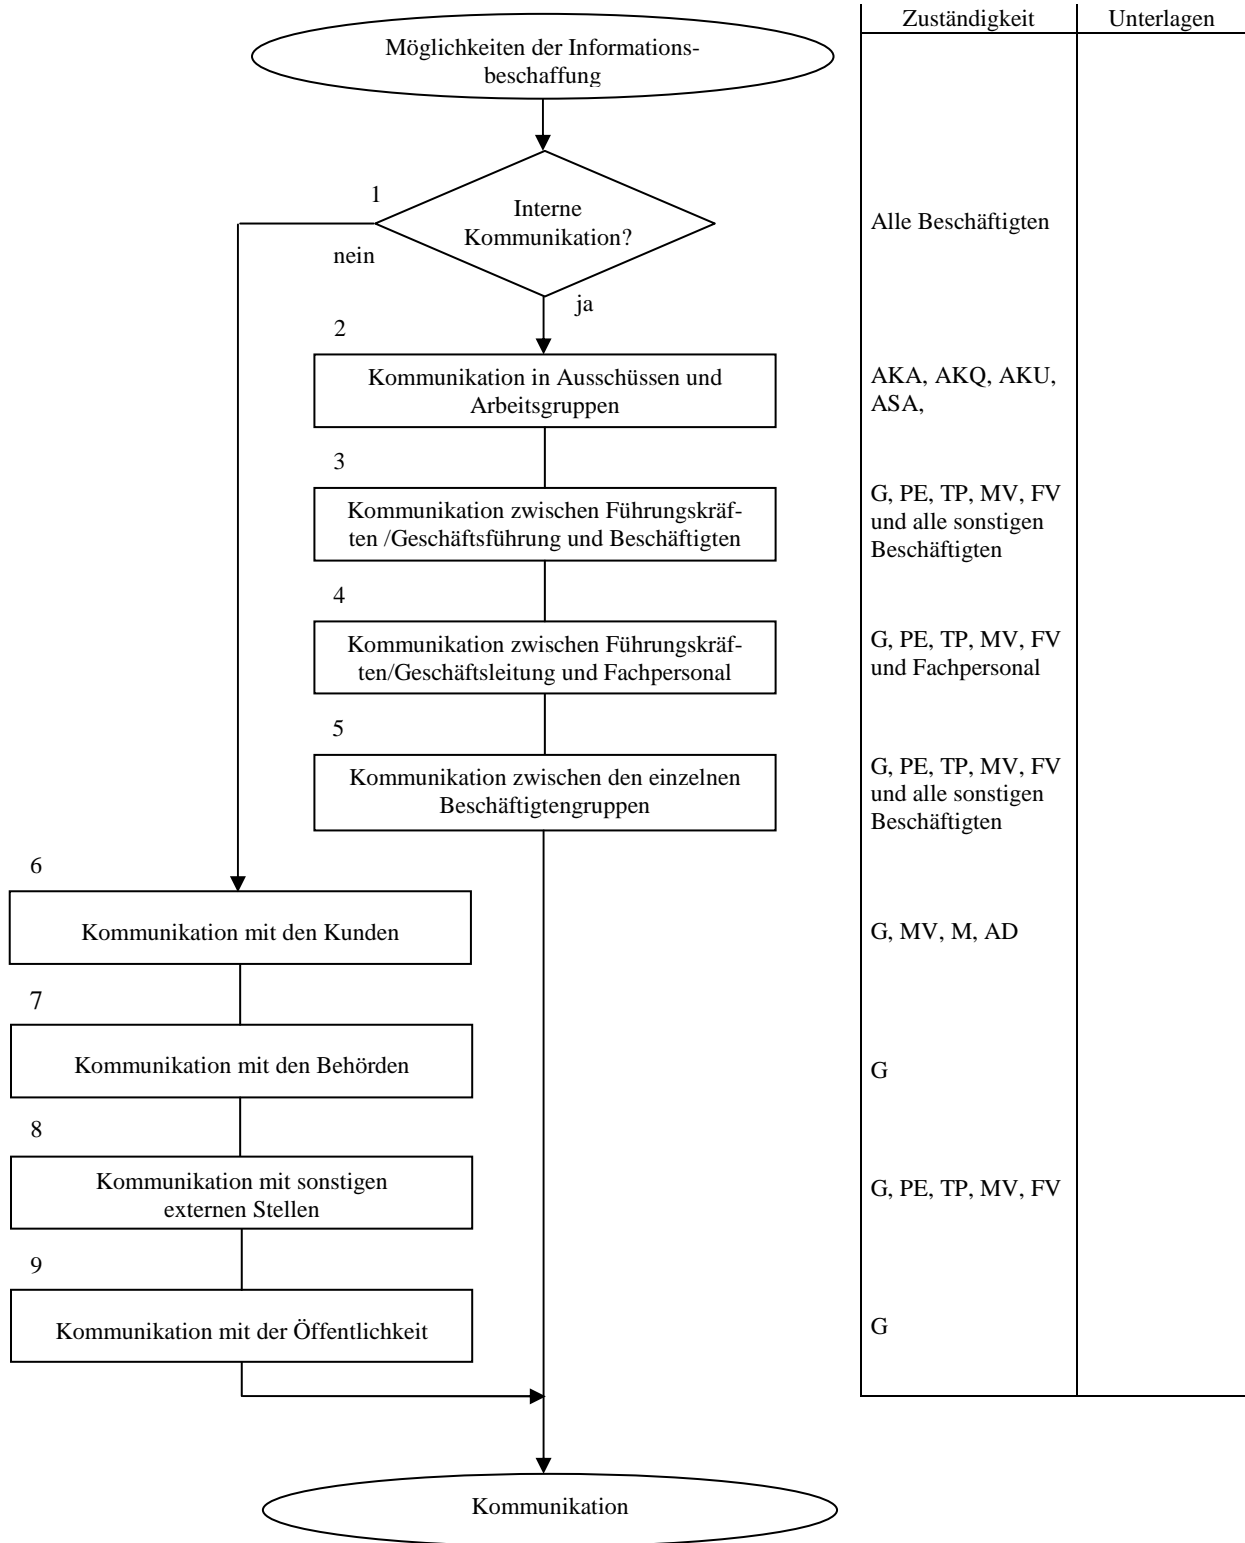 Zuständigkeit Unterlagen
Möglichkeiten der Informations-
beschaffung
1
Interne
Kommunikation?
nein
ja
Alle Beschäftigten
2
Kommunikation in Ausschüssen und
Arbeitsgruppen
AKA, AKQ, AKU,
ASA,
3
Kommunikation zwischen Führungskräf-
ten /Geschäftsführung und Beschäftigten
G, PE, TP, MV, FV
und alle sonstigen
Beschäftigten
4
Kommunikation zwischen Führungskräf-
ten/Geschäftsleitung und Fachpersonal
G, PE, TP, MV, FV
und Fachpersonal
5
Kommunikation zwischen den einzelnen
Beschäftigtengruppen
G, PE, TP, MV, FV
und alle sonstigen
Beschäftigten
6
Kommunikation mit den Kunden
G, MV, M, AD
7
Kommunikation mit den Behörden
G
8
Kommunikation mit sonstigen
externen Stellen
G, PE, TP, MV, FV
9
Kommunikation mit der Öffentlichkeit
G
Kommunikation